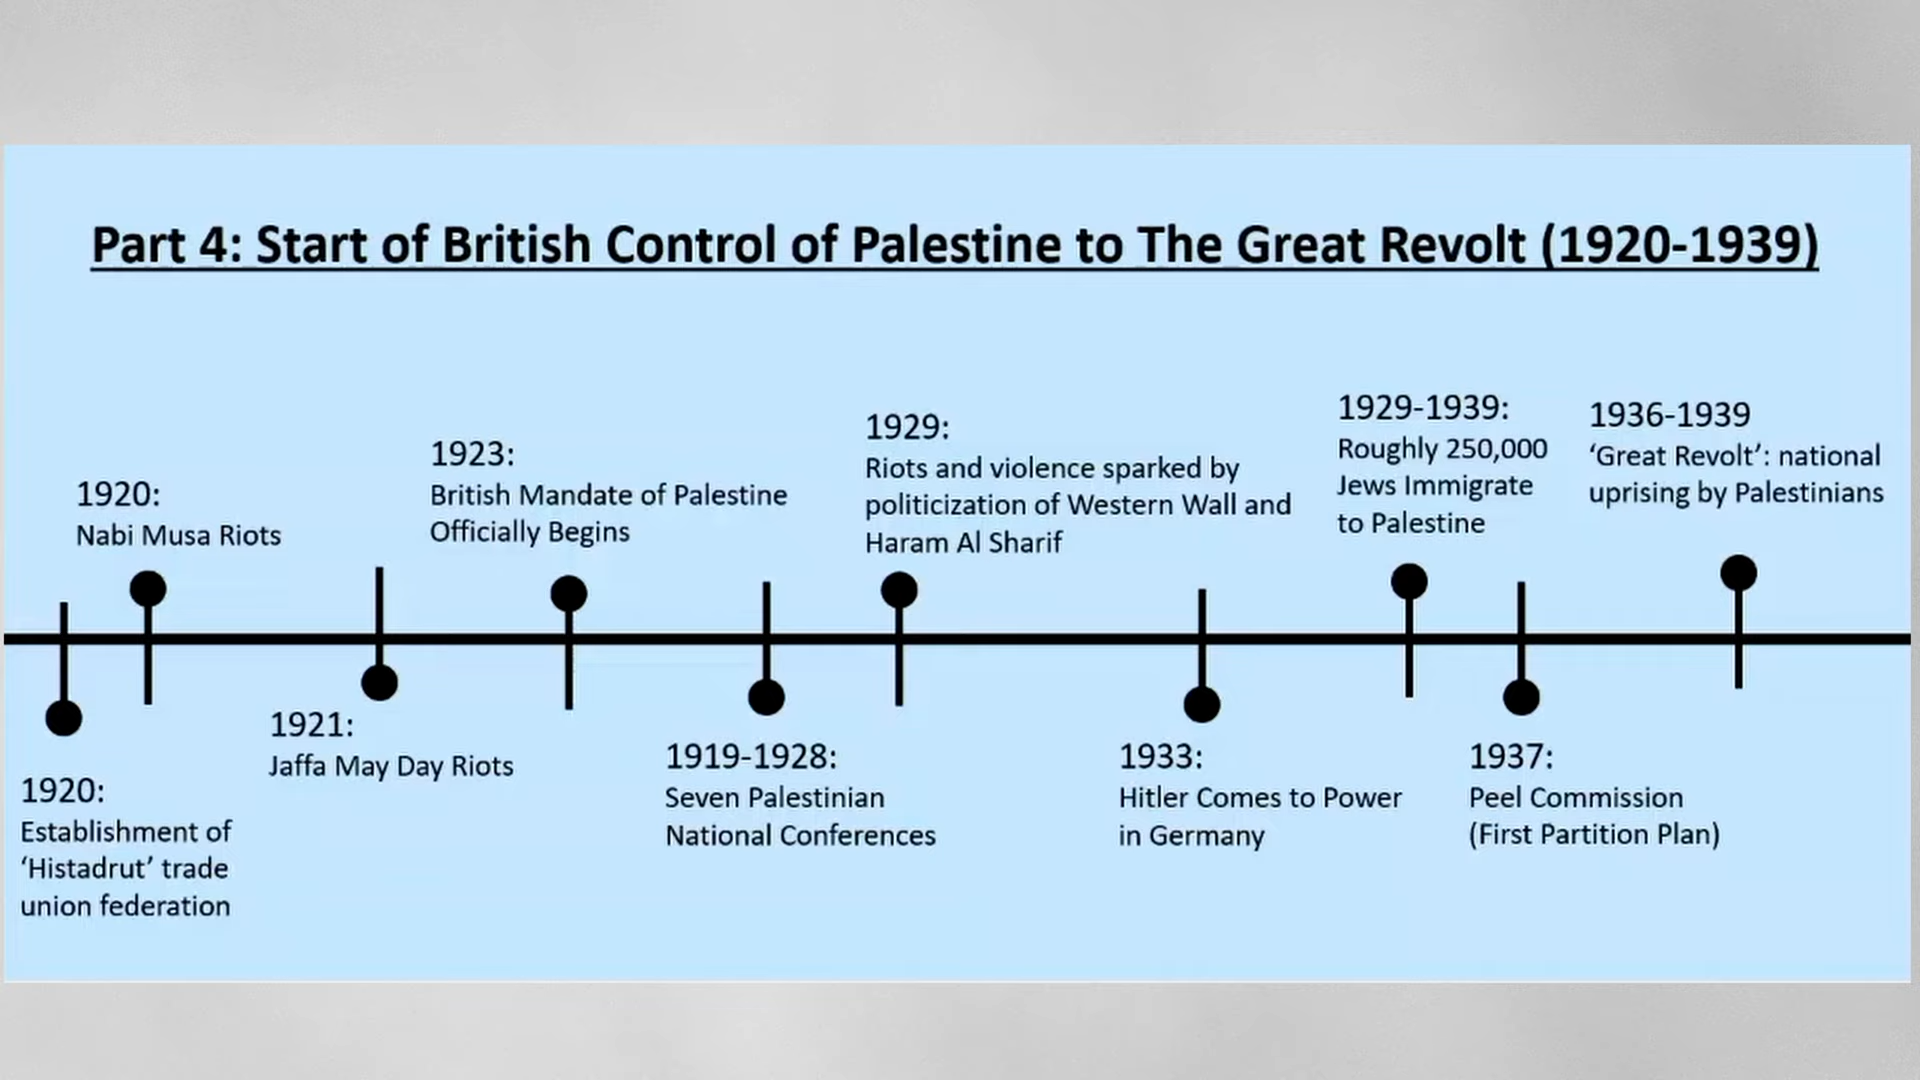 Part 4: Start of British Control of Palestine to The Great Revolt (1920-1939)
1920:
Establishment of
‘Histadrut’ trade
union federation
1920:
Nabi Musa Riots
1921:
Jaffa May Day Riots
1923:
British Mandate of Palestine
Officially Begins
1919-1928:
Seven Palestinian
National Conferences
1929:
Riots and violence sparked by
politicization of Western Wall and
Haram Al Sharif
1933:
Hitler Comes to Power
in Germany
1929-1939:
Roughly 250,000
Jews Immigrate
to Palestine
1937:
Peel Commission
(First Partition Plan)
1936-1939
‘Great Revolt’: national
uprising by Palestinians